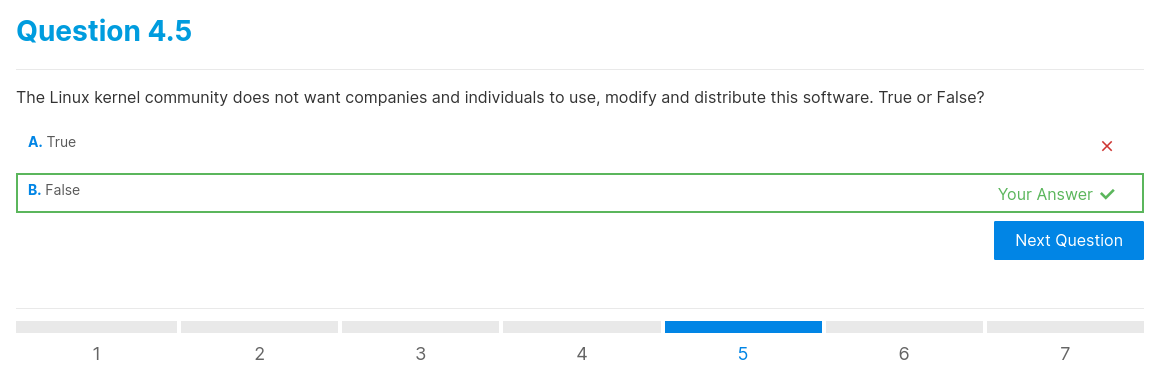 Question 4.5
The Linux kernel community does not want companies and individuals to use, modify and distribute this software. True or False?
A. True
B. False
Your Answer
Next Question
1 2 3 4 5 6 7